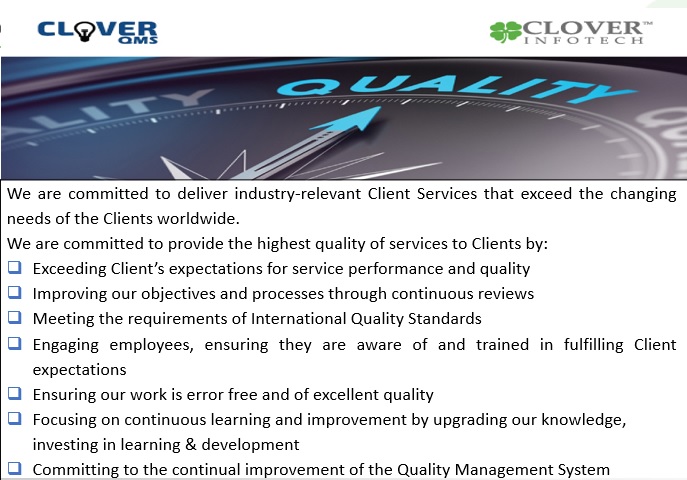 CLOVER
QMS
CLOVER™
INFOTECH
ALITY
QUALITY
We are committed to deliver industry-relevant Client Services that exceed the changing
needs of the Clients worldwide.
We are committed to provide the highest quality of services to Clients by:
❑ Exceeding Client’s expectations for service performance and quality
❑ Improving our objectives and processes through continuous reviews
❑ Meeting the requirements of International Quality Standards
❑ Engaging employees, ensuring they are aware of and trained in fulfilling Client
expectations
❑ Ensuring our work is error free and of excellent quality
❑ Focusing on continuous learning and improvement by upgrading our knowledge,
investing in learning & development
❑ Committing to the continual improvement of the Quality Management System